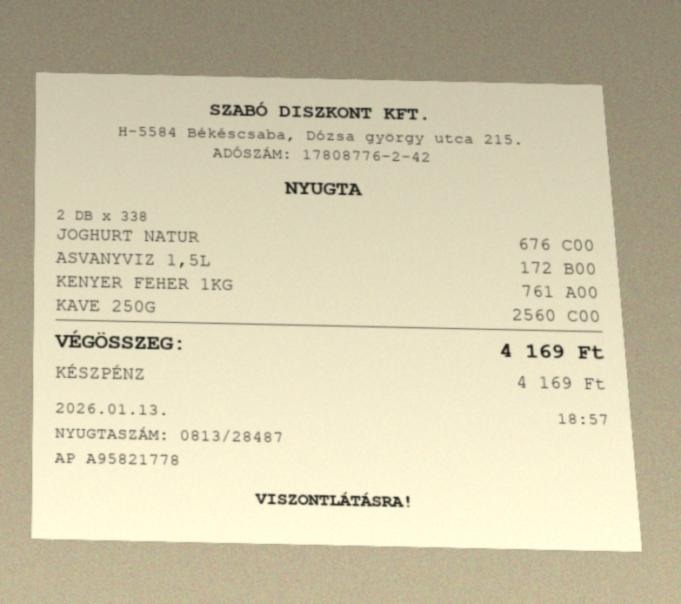 SZABÓ DISZKONT KFT.
H-5584 Békéscsaba, Dózsa györgy utca 215.
ADÓSZÁM: 17808776-2-42
NYUGTA
2 DB x 338
JOGHURT NATUR 676 C00
ASVANYVIZ 1,5L 172 B00
KENYER FEHER 1KG 761 A00
KAVE 250G 2560 C00
VÉGÖSSZEG: 4 169 Ft
KÉSZPÉNZ 4 169 Ft
2026.01.13. 18:57
NYUGTASZÁM: 0813/28487
AP A95821778
VISZONTLÁTÁSRA!